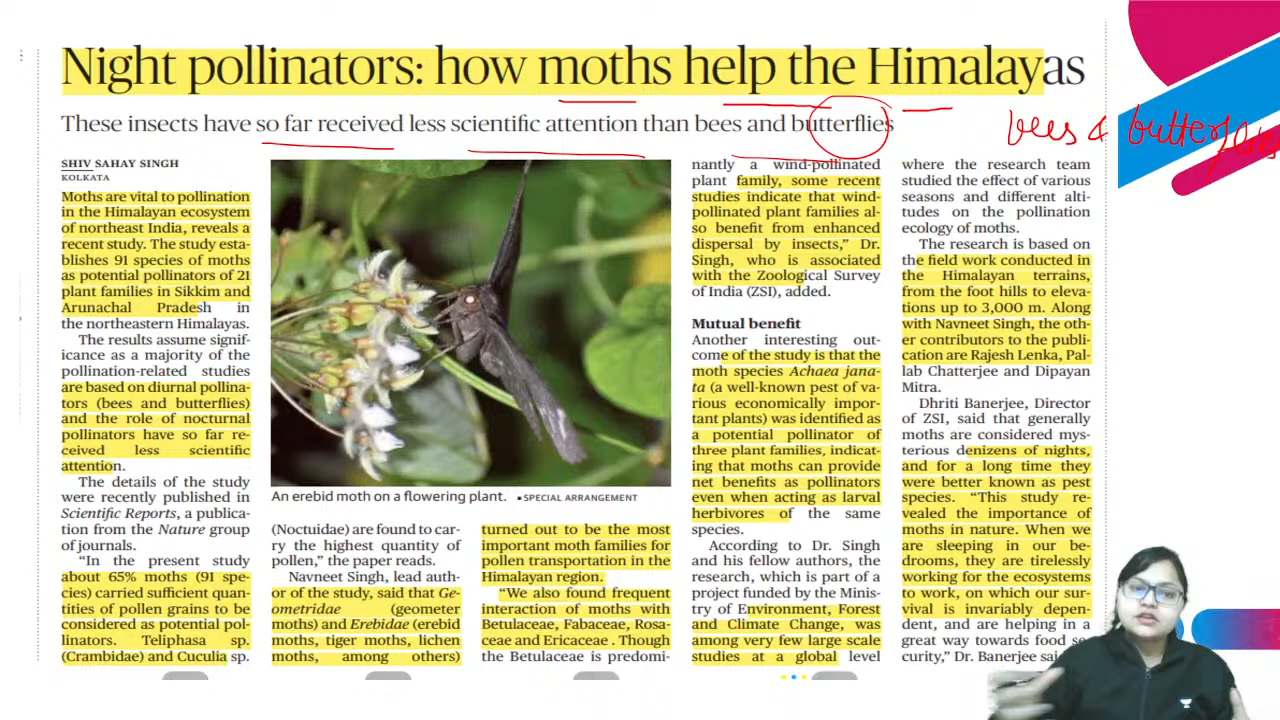 Night pollinators: how moths help the Himalayas
These insects have so far received less scientific attention than bees and butterflies
bees & butterflies
SHIV SAHAY SINGH
KOLKATA
Moths are vital to pollination
in the Himalayan ecosystem
of northeast India, reveals a
recent study. The study esta-
blishes 91 species of moths
as potential pollinators of 21
plant families in Sikkim and
Arunachal Pradesh in
the northeastern Himalayas.
The results assume signif-
icance as a majority of the
pollination-related studies
are based on diurnal pollina-
tors (bees and butterflies)
and the role of nocturnal
pollinators have so far re-
ceived less scientific
attention.
The details of the study
were recently published in
Scientific Reports, a publica-
tion from the Nature group
of journals.
“In the present study
about 65% moths (91 spe-
cies) carried sufficient quan-
tities of pollen grains to be
considered as potential pol-
linators. Teliphasa sp.
(Crambidae) and Cuculia sp.
An erebid moth on a flowering plant. ▪SPECIAL ARRANGEMENT
(Noctuidae) are found to car-
ry the highest quantity of
pollen,” the paper reads.
Navneet Singh, lead auth-
or of the study, said that Ge-
ometridae (geometer
moths) and Erebidae (erebid
moths, tiger moths, lichen
moths, among others)
turned out to be the most
important moth families for
pollen transportation in the
Himalayan region.
“We also found frequent
interaction of moths with
Betulaceae, Fabaceae, Rosa-
ceae and Ericaceae . Though
the Betulaceae is predomi-
nantly a wind-pollinated
plant family, some recent
studies indicate that wind-
pollinated plant families al-
so benefit from enhanced
dispersal by insects,” Dr.
Singh, who is associated
with the Zoological Survey
of India (ZSI), added.
Mutual benefit
Another interesting out-
come of the study is that the
moth species Achaea jana-
ta (a well-known pest of va-
rious economically impor-
tant plants) was identified as
a potential pollinator of
three plant families, indicat-
ing that moths can provide
net benefits as pollinators
even when acting as larval
herbivores of the same
species.
According to Dr. Singh
and his fellow authors, the
research, which is part of a
project funded by the Minis-
try of Environment, Forest
and Climate Change, was
among very few large scale
studies at a global level
where the research team
studied the effect of various
seasons and different alti-
tudes on the pollination
ecology of moths.
The research is based on
the field work conducted in
the Himalayan terrains,
from the foot hills to eleva-
tions up to 3,000 m. Along
with Navneet Singh, the oth-
er contributors to the publi-
cation are Rajesh Lenka, Pal-
lab Chatterjee and Dipayan
Mitra.
Dhriti Banerjee, Director
of ZSI, said that generally
moths are considered mys-
terious denizens of nights,
and for a long time they
were better known as pest
species. “This study re-
vealed the importance of
moths in nature. When we
are sleeping in our be-
drooms, they are tirelessly
working for the ecosystems
to work, on which our sur-
vival is invariably depen-
dent, and are helping in a
great way towards food se
curity,” Dr. Banerjee sai